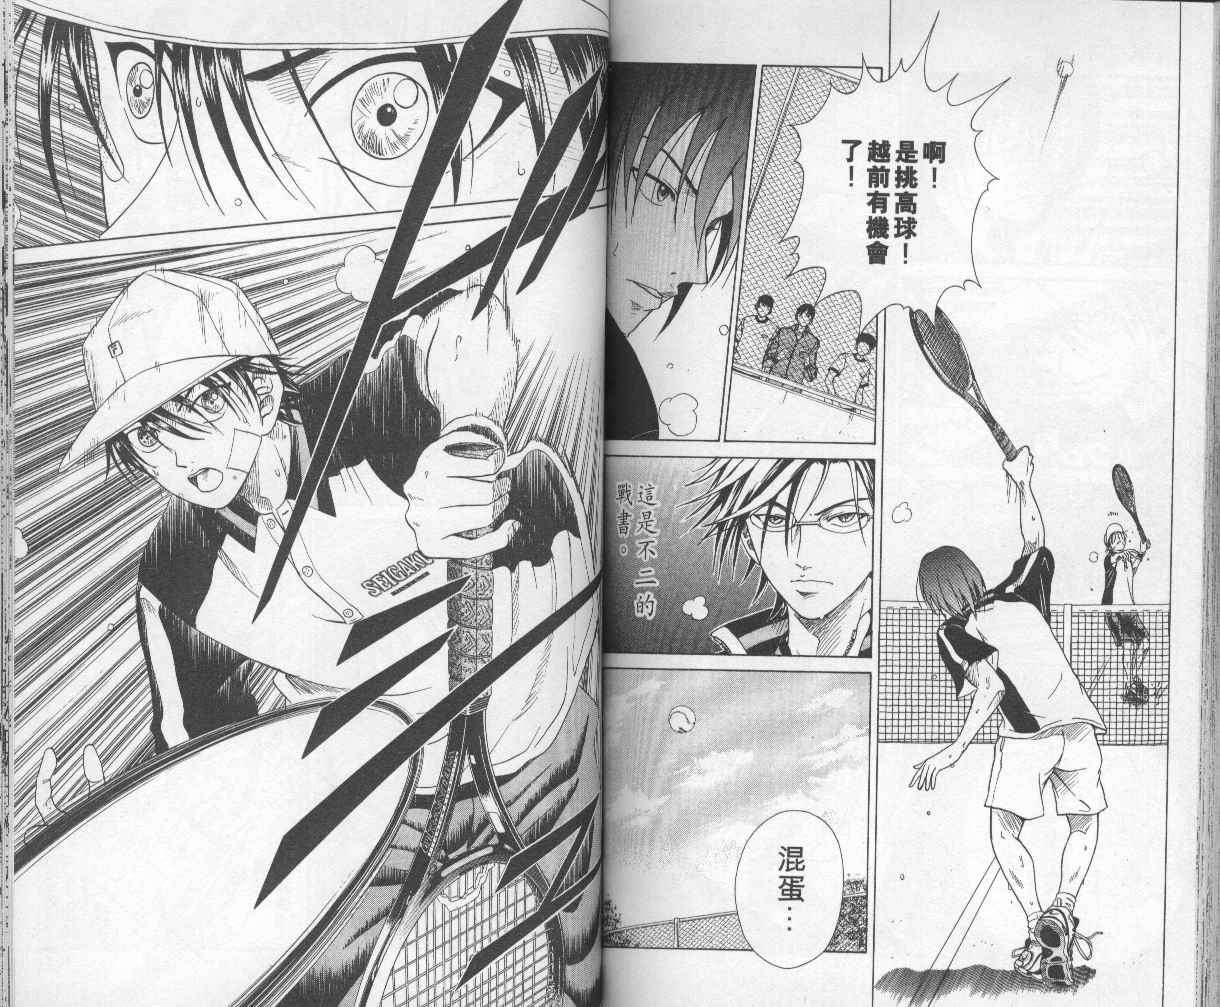 啊！
是挑高球！
越前有機會
了！
這是不二的
戰書。
混蛋…
SEIGAKU